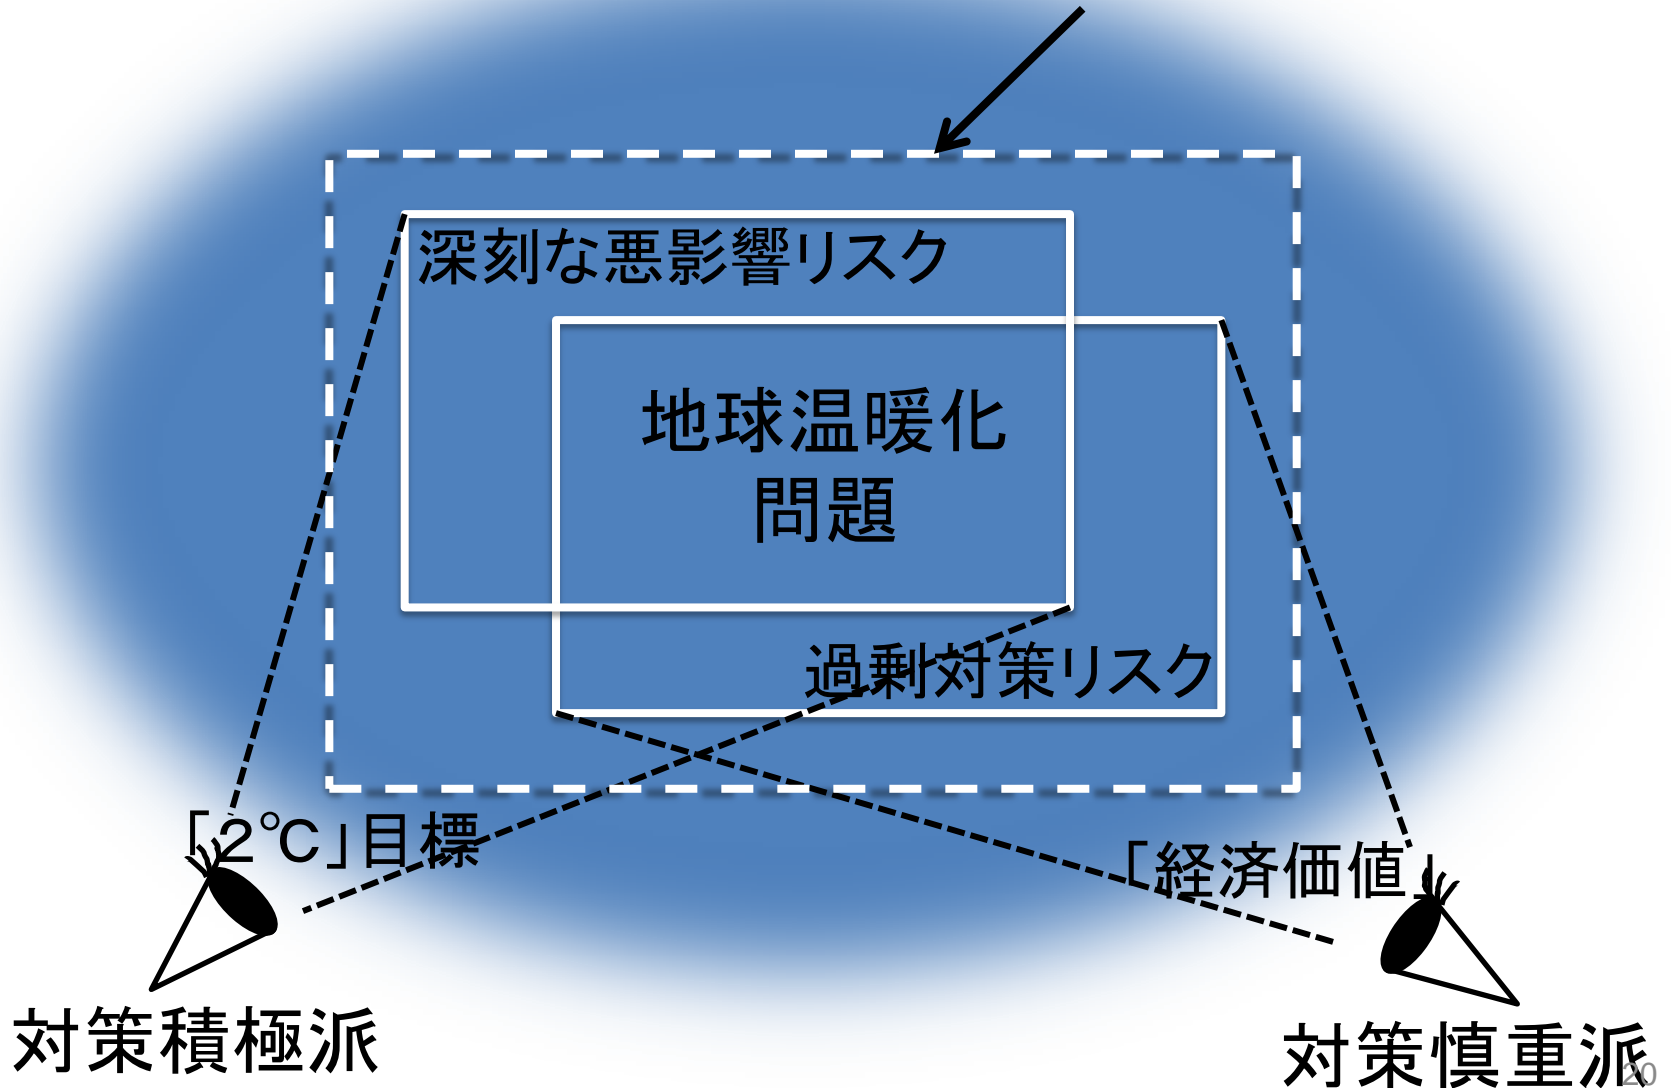 深刻な悪影響リスク
地球温暖化
問題
過剰対策リスク
「2℃」目標
「経済価値」
対策積極派
対策慎重派
20